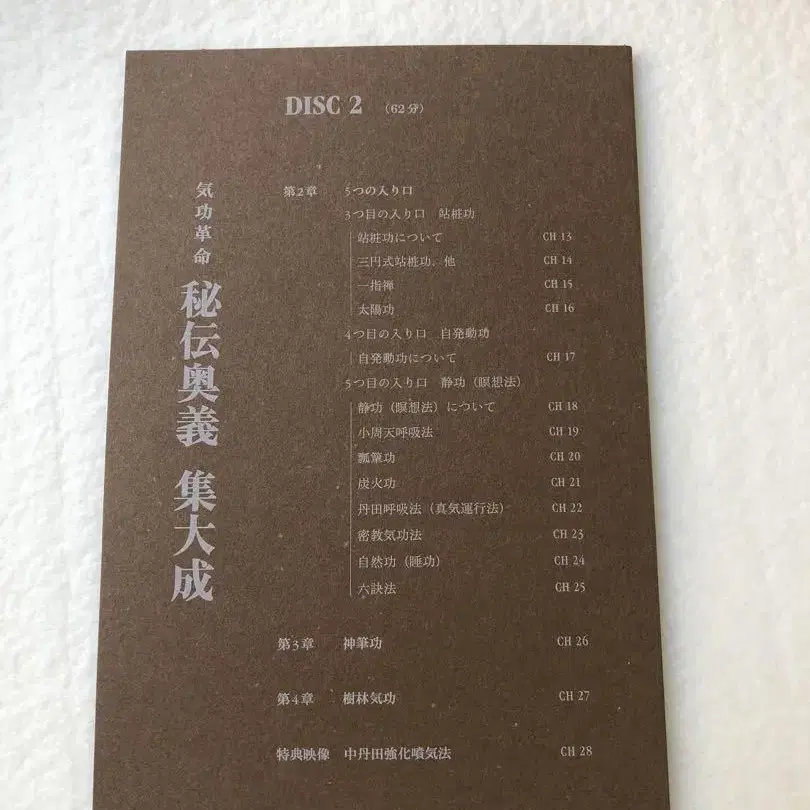 DISC 2 （62分）
気功革命
秘伝奥義 集大成
第2章 5つの入り口
3つ目の入り口 站椿功
站椿功について CH 13
三円式站椿功、他 CH 14
一指禅 CH 15
太陽功 CH 16
4つ目の入り口 自発動功
自発動功について CH 17
5つ目の入り口 静功（瞑想法）
静功（瞑想法）について CH 18
小周天呼吸法 CH 19
瓢箪功 CH 20
炭火功 CH 21
丹田呼吸法（真気運行法） CH 22
密教気功法 CH 23
自然功（睡功） CH 24
六訣法 CH 25
第3章 神筆功 CH 26
第4章 樹林気功 CH 27
特典映像 中丹田強化噴気法 CH 28